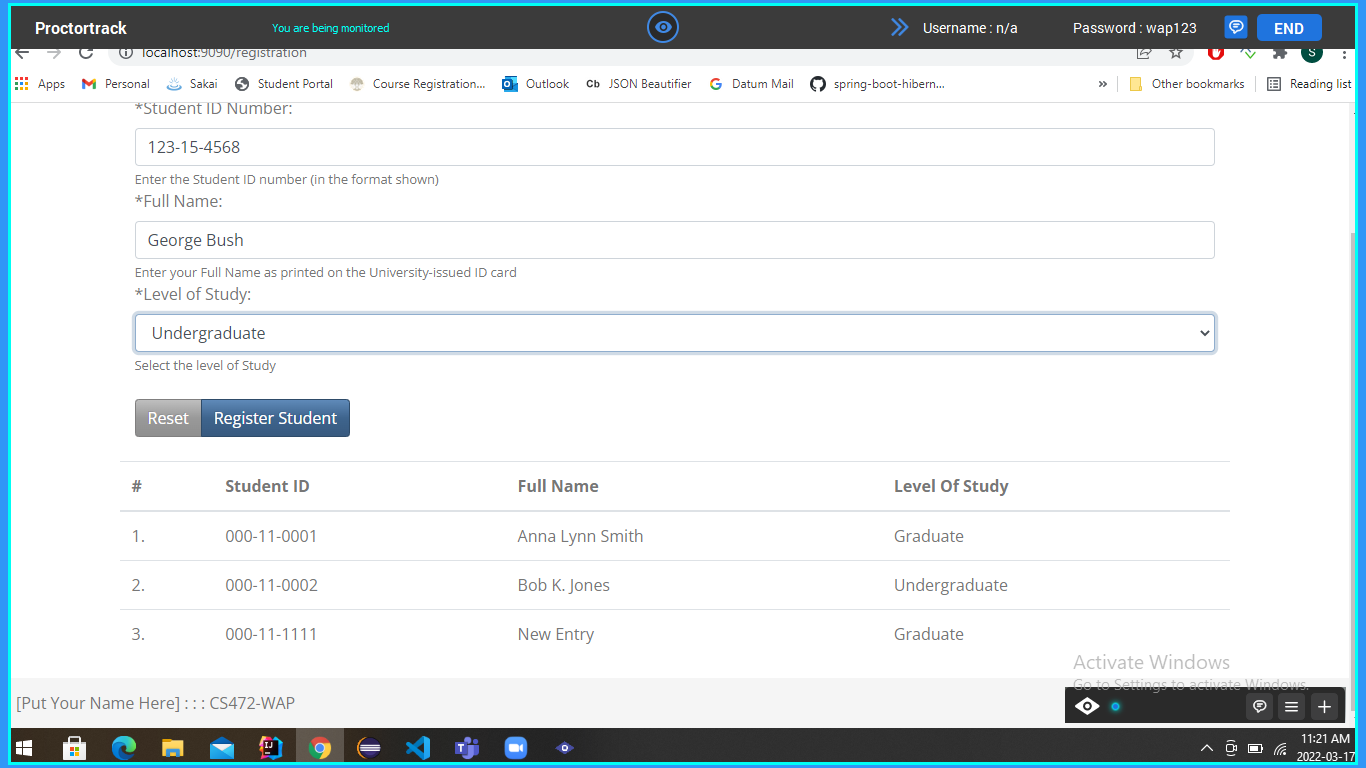 Proctortrack You are being monitored Username : n/a Password : wap123 END
localhost:9090/registration S
Apps Personal Sakai Student Portal Course Registration... Outlook Cb JSON Beautifier Datum Mail spring-boot-hibern... » Other bookmarks Reading list
*Student ID Number:
123-15-4568
Enter the Student ID number (in the format shown)
*Full Name:
George Bush
Enter your Full Name as printed on the University-issued ID card
*Level of Study:
Undergraduate
Select the level of Study
Reset Register Student
# Student ID Full Name Level Of Study
1. 000-11-0001 Anna Lynn Smith Graduate
2. 000-11-0002 Bob K. Jones Undergraduate
3. 000-11-1111 New Entry Graduate
Activate Windows
Go to Settings to activate Windows.
[Put Your Name Here] : : : CS472-WAP
11:21 AM
2022-03-17